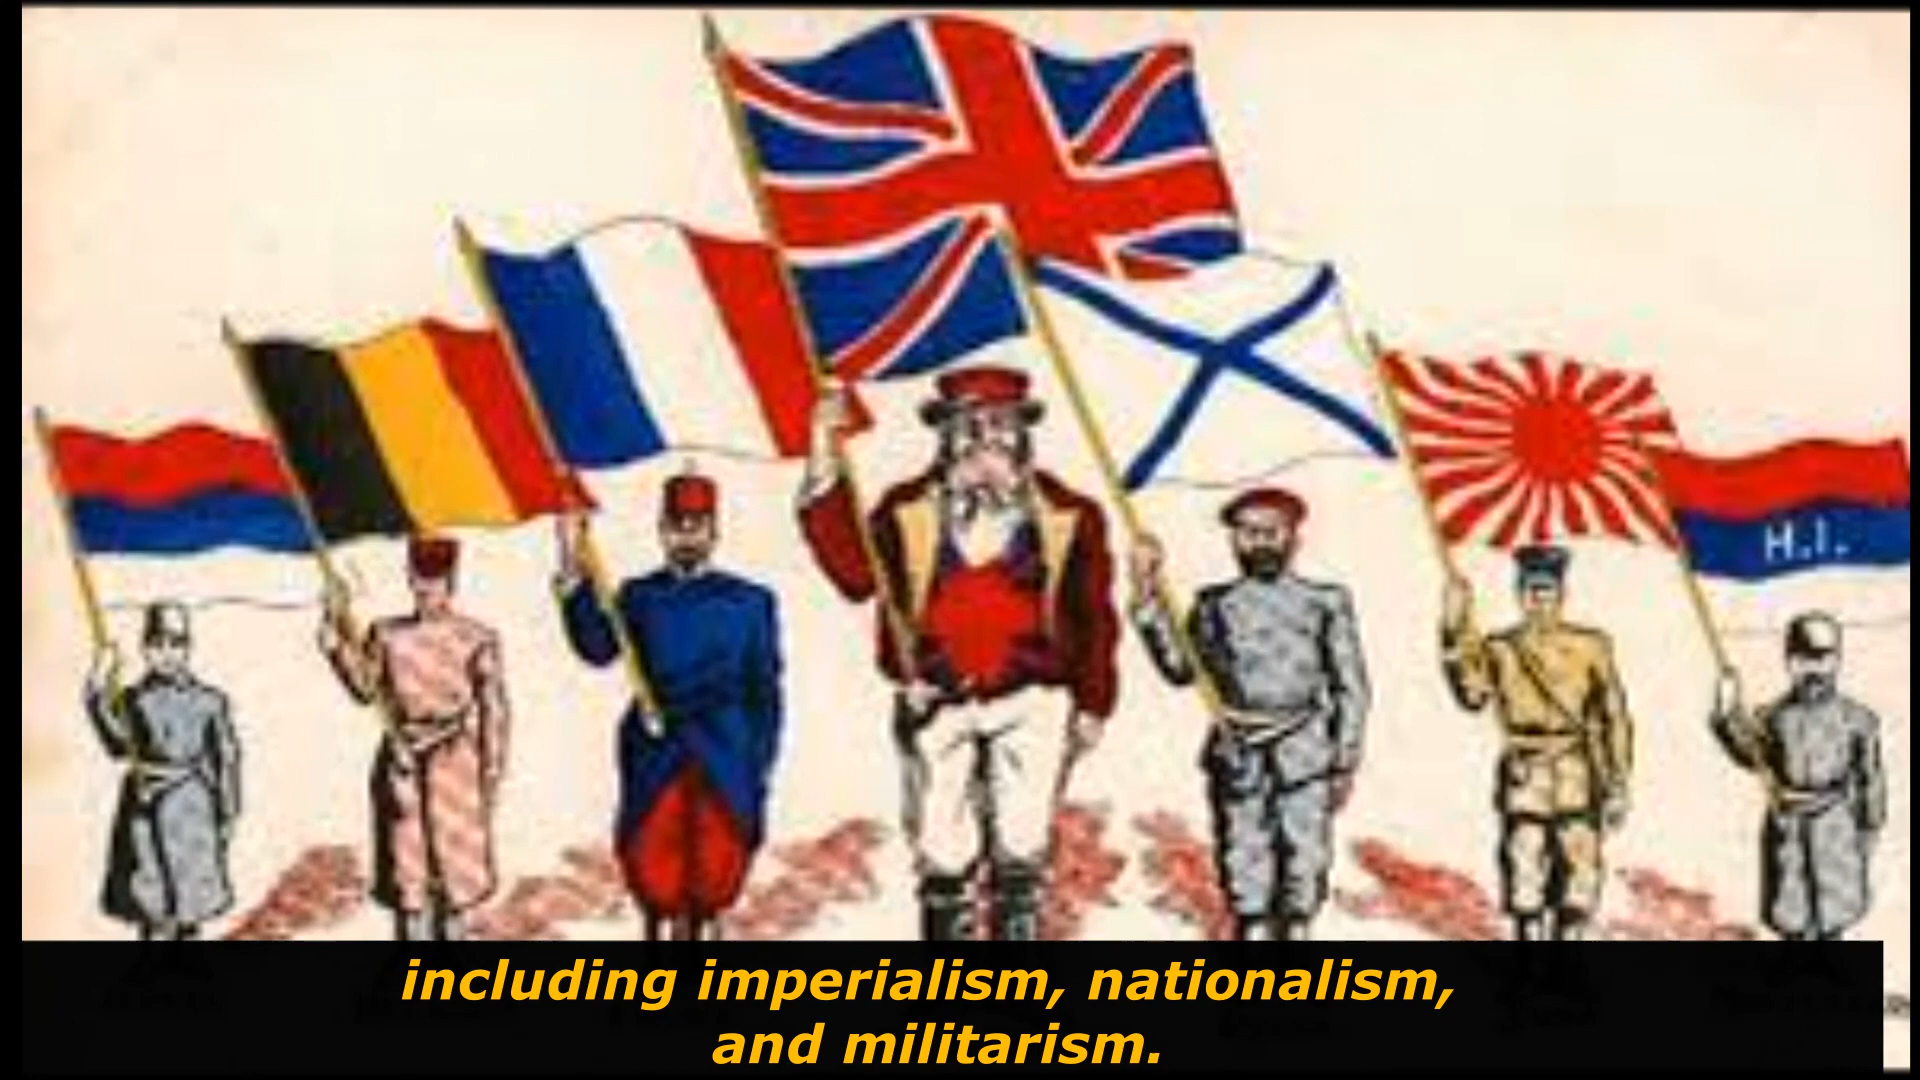 H.I.
including imperialism, nationalism,
and militarism.